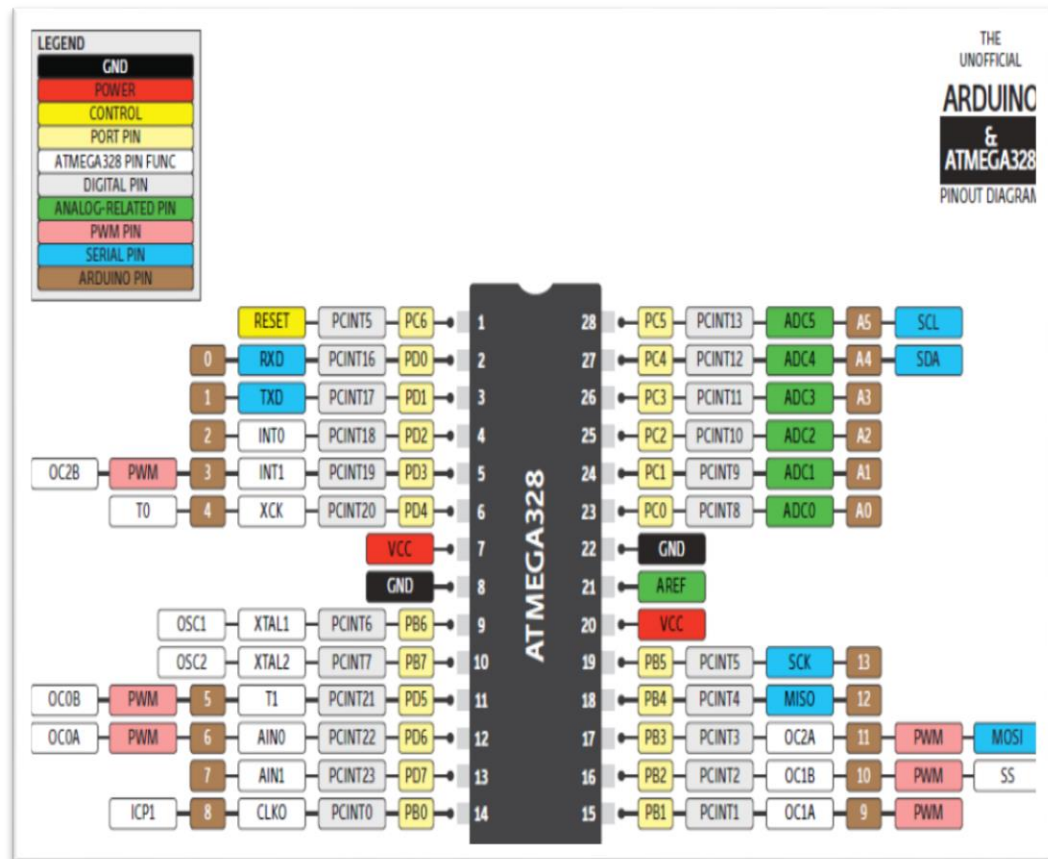 LEGEND
GND
POWER
CONTROL
PORT PIN
ATMEGA328 PIN FUNC
DIGITAL PIN
ANALOG-RELATED PIN
PWM PIN
SERIAL PIN
ARDUINO PIN
THE
UNOFFICIAL
ARDUINO
&
ATMEGA328
PINOUT DIAGRAM
RESET PCINT5 PC6 1 28 PC5 PCINT13 ADC5 A5 SCL
0 RXD PCINT16 PD0 2 27 PC4 PCINT12 ADC4 A4 SDA
1 TXD PCINT17 PD1 3 26 PC3 PCINT11 ADC3 A3
2 INT0 PCINT18 PD2 4 25 PC2 PCINT10 ADC2 A2
OC2B PWM 3 INT1 PCINT19 PD3 5 24 PC1 PCINT9 ADC1 A1
T0 4 XCK PCINT20 PD4 6 23 PC0 PCINT8 ADC0 A0
VCC 7 22 GND
GND 8 21 AREF
OSC1 XTAL1 PCINT6 PB6 9 20 VCC
OSC2 XTAL2 PCINT7 PB7 10 19 PB5 PCINT5 SCK 13
OC0B PWM 5 T1 PCINT21 PD5 11 18 PB4 PCINT4 MISO 12
OC0A PWM 6 AIN0 PCINT22 PD6 12 17 PB3 PCINT3 OC2A 11 PWM MOSI
7 AIN1 PCINT23 PD7 13 16 PB2 PCINT2 OC1B 10 PWM SS
ICP1 8 CLKO PCINT0 PB0 14 15 PB1 PCINT1 OC1A 9 PWM
ATMEGA328